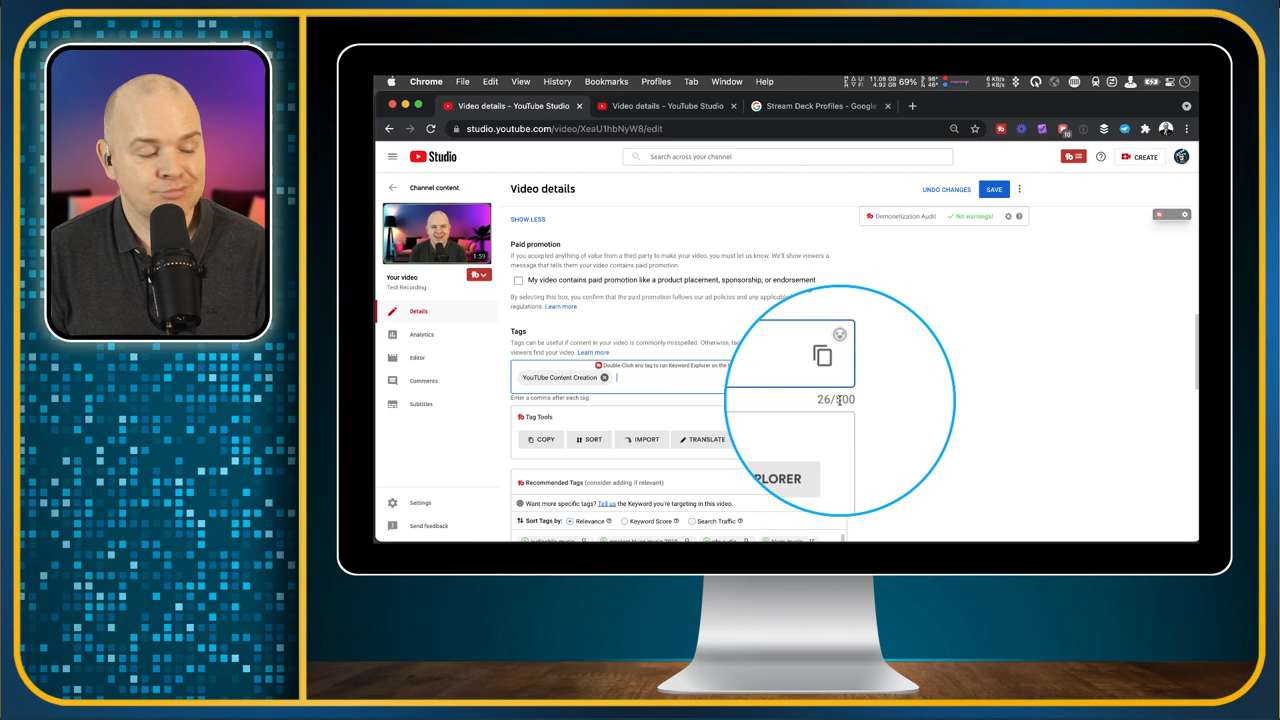 Chrome File Edit View History Bookmarks Profiles Tab Window Help
69%
Video details - YouTube Studio
Video details - YouTube Studio
Stream Deck Profiles - Google
studio.youtube.com/video/XeaU1hbNyW8/edit
Studio
Search across your channel
CREATE
Channel content
Video details
UNDO CHANGES
SAVE
SHOW LESS
Demonetization Audit
No warnings!
1:59
Your video
Test Recording
Paid promotion
If you accepted anything of value from a third party to make your video, you must let us know. We'll show viewers a
message that tells them your video contains paid promotion.
My video contains paid promotion like a product placement, sponsorship, or endorsement
By selecting this box, you confirm that the paid promotion follows our ad policies and any applicable
regulations. Learn more
Details
Analytics
Editor
Comments
Subtitles
Settings
Send feedback
Tags
Tags can be useful if content in your video is commonly misspelled. Otherwise,
viewers find your video. Learn more
Double-Click any tag to run Keyword Explorer on the
YouTUbe Content Creation
Enter a comma after each tag
Tag Tools
COPY
SORT
IMPORT
TRANSLATE
PLORER
Recommended Tags (consider adding if relevant)
Want more specific tags? Tell us the Keyword you're targeting in this video.
Sort Tags by: Relevance Keyword Score Search Traffic